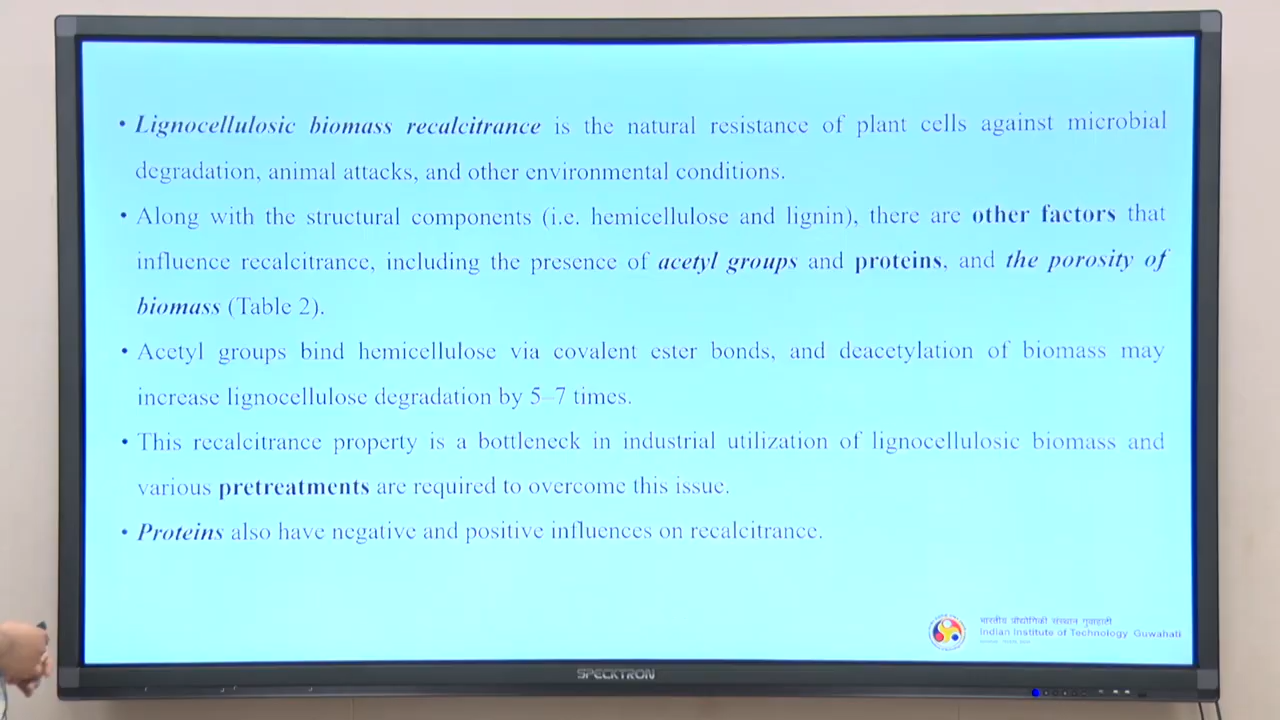 • Lignocellulosic biomass recalcitrance is the natural resistance of plant cells against microbial
degradation, animal attacks, and other environmental conditions.
• Along with the structural components (i.e. hemicellulose and lignin), there are other factors that
influence recalcitrance, including the presence of acetyl groups and proteins, and the porosity of
biomass (Table 2).
• Acetyl groups bind hemicellulose via covalent ester bonds, and deacetylation of biomass may
increase lignocellulose degradation by 5–7 times.
• This recalcitrance property is a bottleneck in industrial utilization of lignocellulosic biomass and
various pretreatments are required to overcome this issue.
• Proteins also have negative and positive influences on recalcitrance.
भारतीय प्रौद्योगिकी संस्थान गुवाहाटी
Indian Institute of Technology Guwahati
SPECKTRON